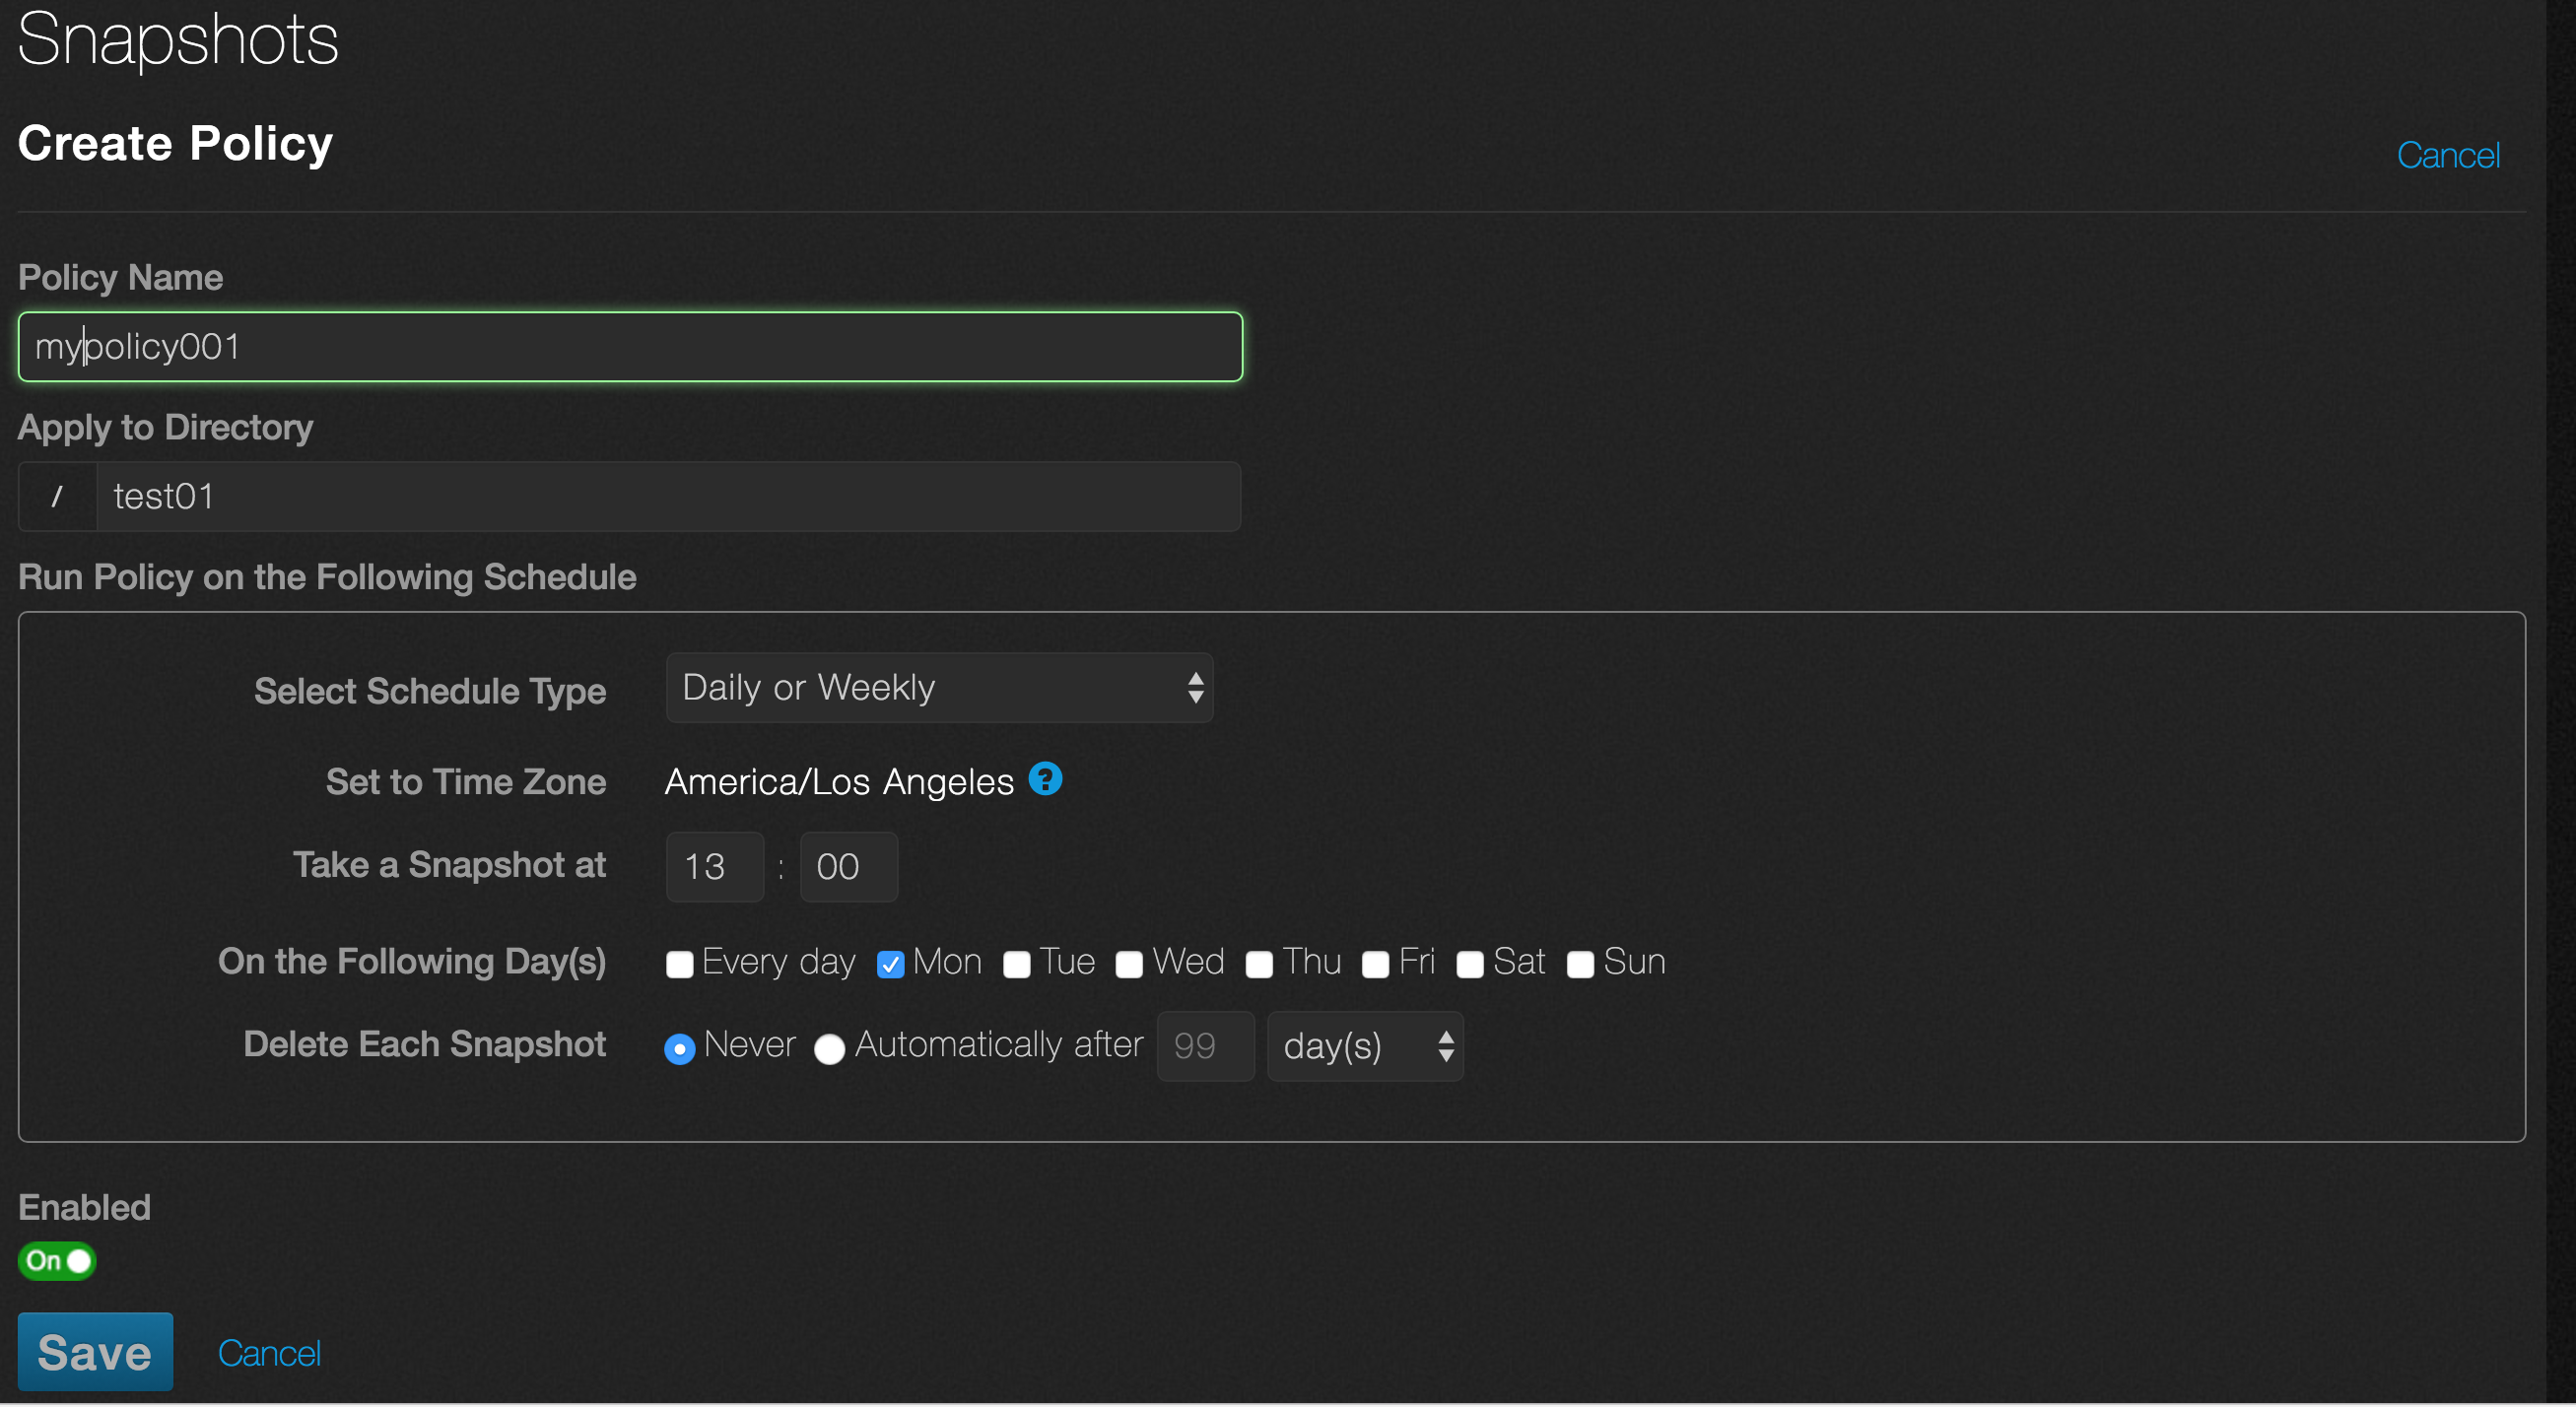 Snapshots
Create Policy
Cancel
Policy Name
mypolicy001
Apply to Directory
/ test01
Run Policy on the Following Schedule
Select Schedule Type Daily or Weekly
Set to Time Zone America/Los Angeles ?
Take a Snapshot at 13 : 00
On the Following Day(s) Every day Mon Tue Wed Thu Fri Sat Sun
Delete Each Snapshot Never Automatically after 99 day(s)
Enabled
On
Save Cancel